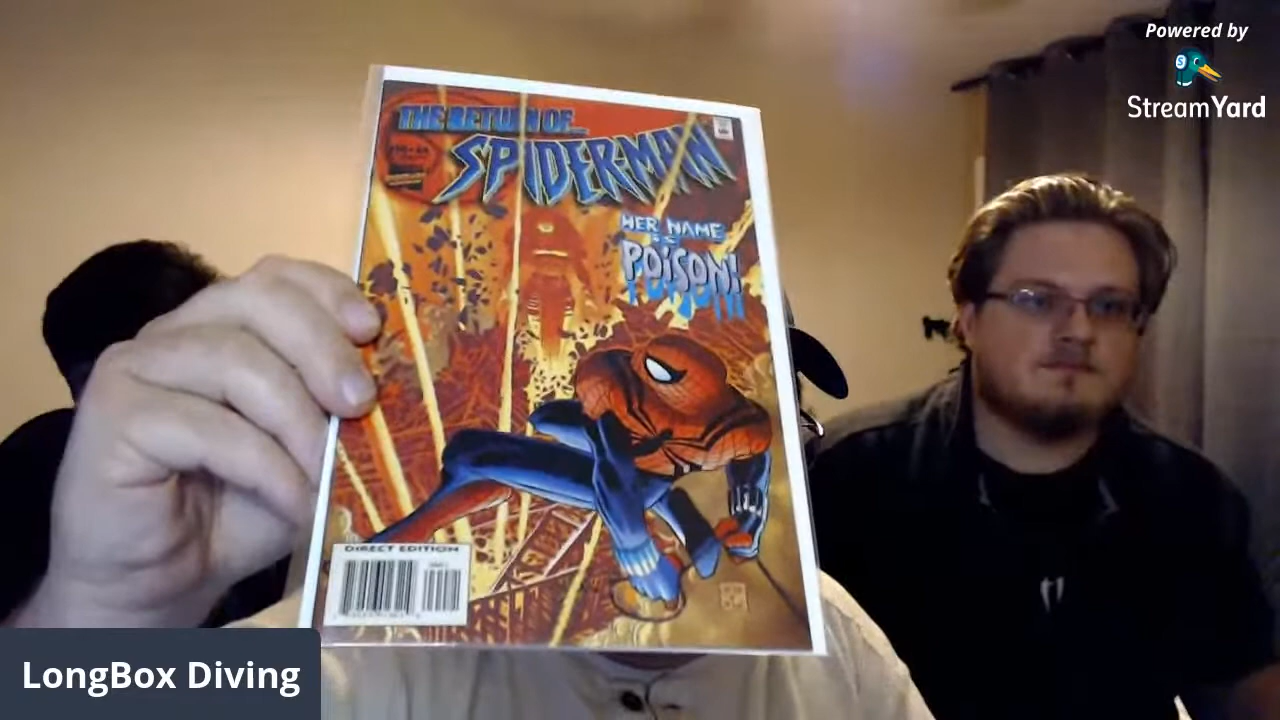 Powered by
StreamYard
THE RETURN OF...
SPIDER-MAN
HER NAME
IS
POISON!
DIRECT EDITION
LongBox Diving